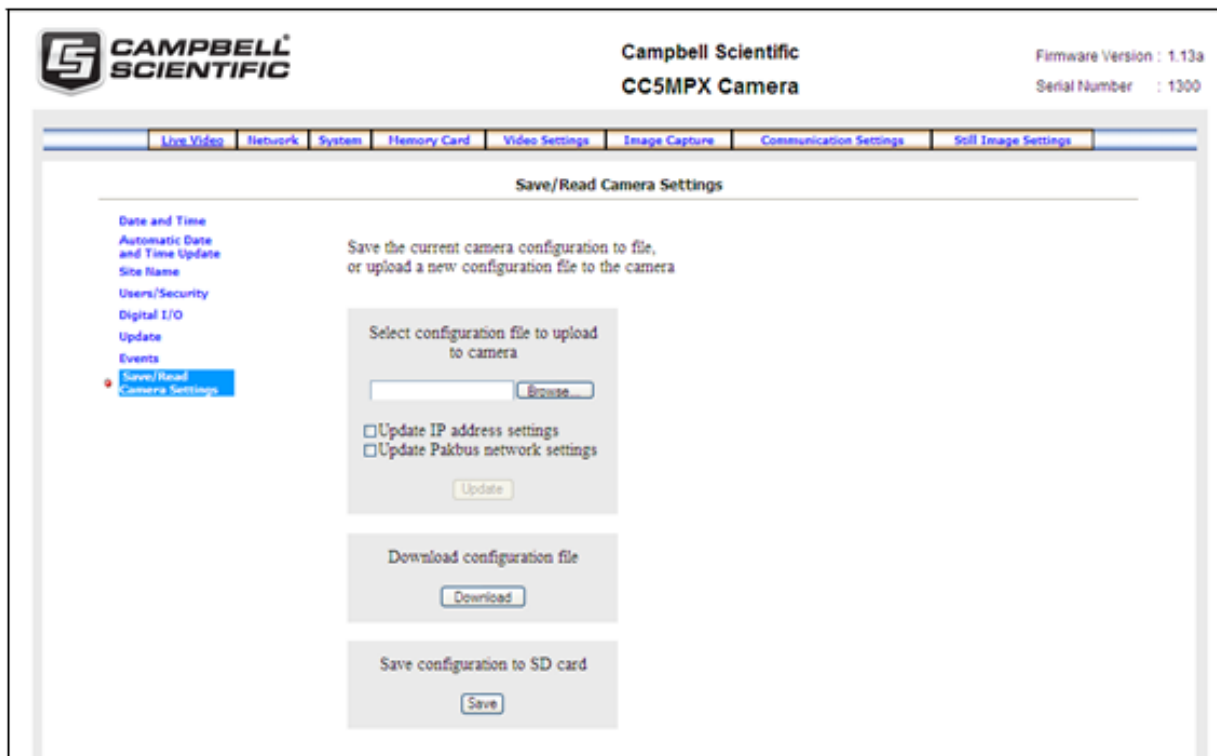 CAMPBELL
SCIENTIFIC
Campbell Scientific
CC5MPX Camera
Firmware Version : 1.13a
Serial Number : 1300
Live Video Network System Memory Card Video Settings Image Capture Communication Settings Still Image Settings
Save/Read Camera Settings
Date and Time
Automatic Date
and Time Update
Site Name
Users/Security
Digital I/O
Update
Events
Save/Read
Camera Settings
Save the current camera configuration to file,
or upload a new configuration file to the camera
Select configuration file to upload
to camera
Browse...
Update IP address settings
Update Pakbus network settings
Update
Download configuration file
Download
Save configuration to SD card
Save